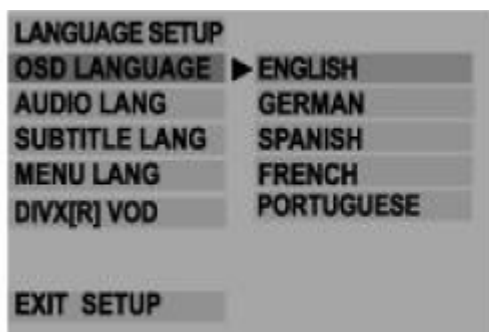 LANGUAGE SETUP
OSD LANGUAGE ▶ ENGLISH
AUDIO LANG GERMAN
SUBTITLE LANG SPANISH
MENU LANG FRENCH
DIVX[R] VOD PORTUGUESE
EXIT SETUP